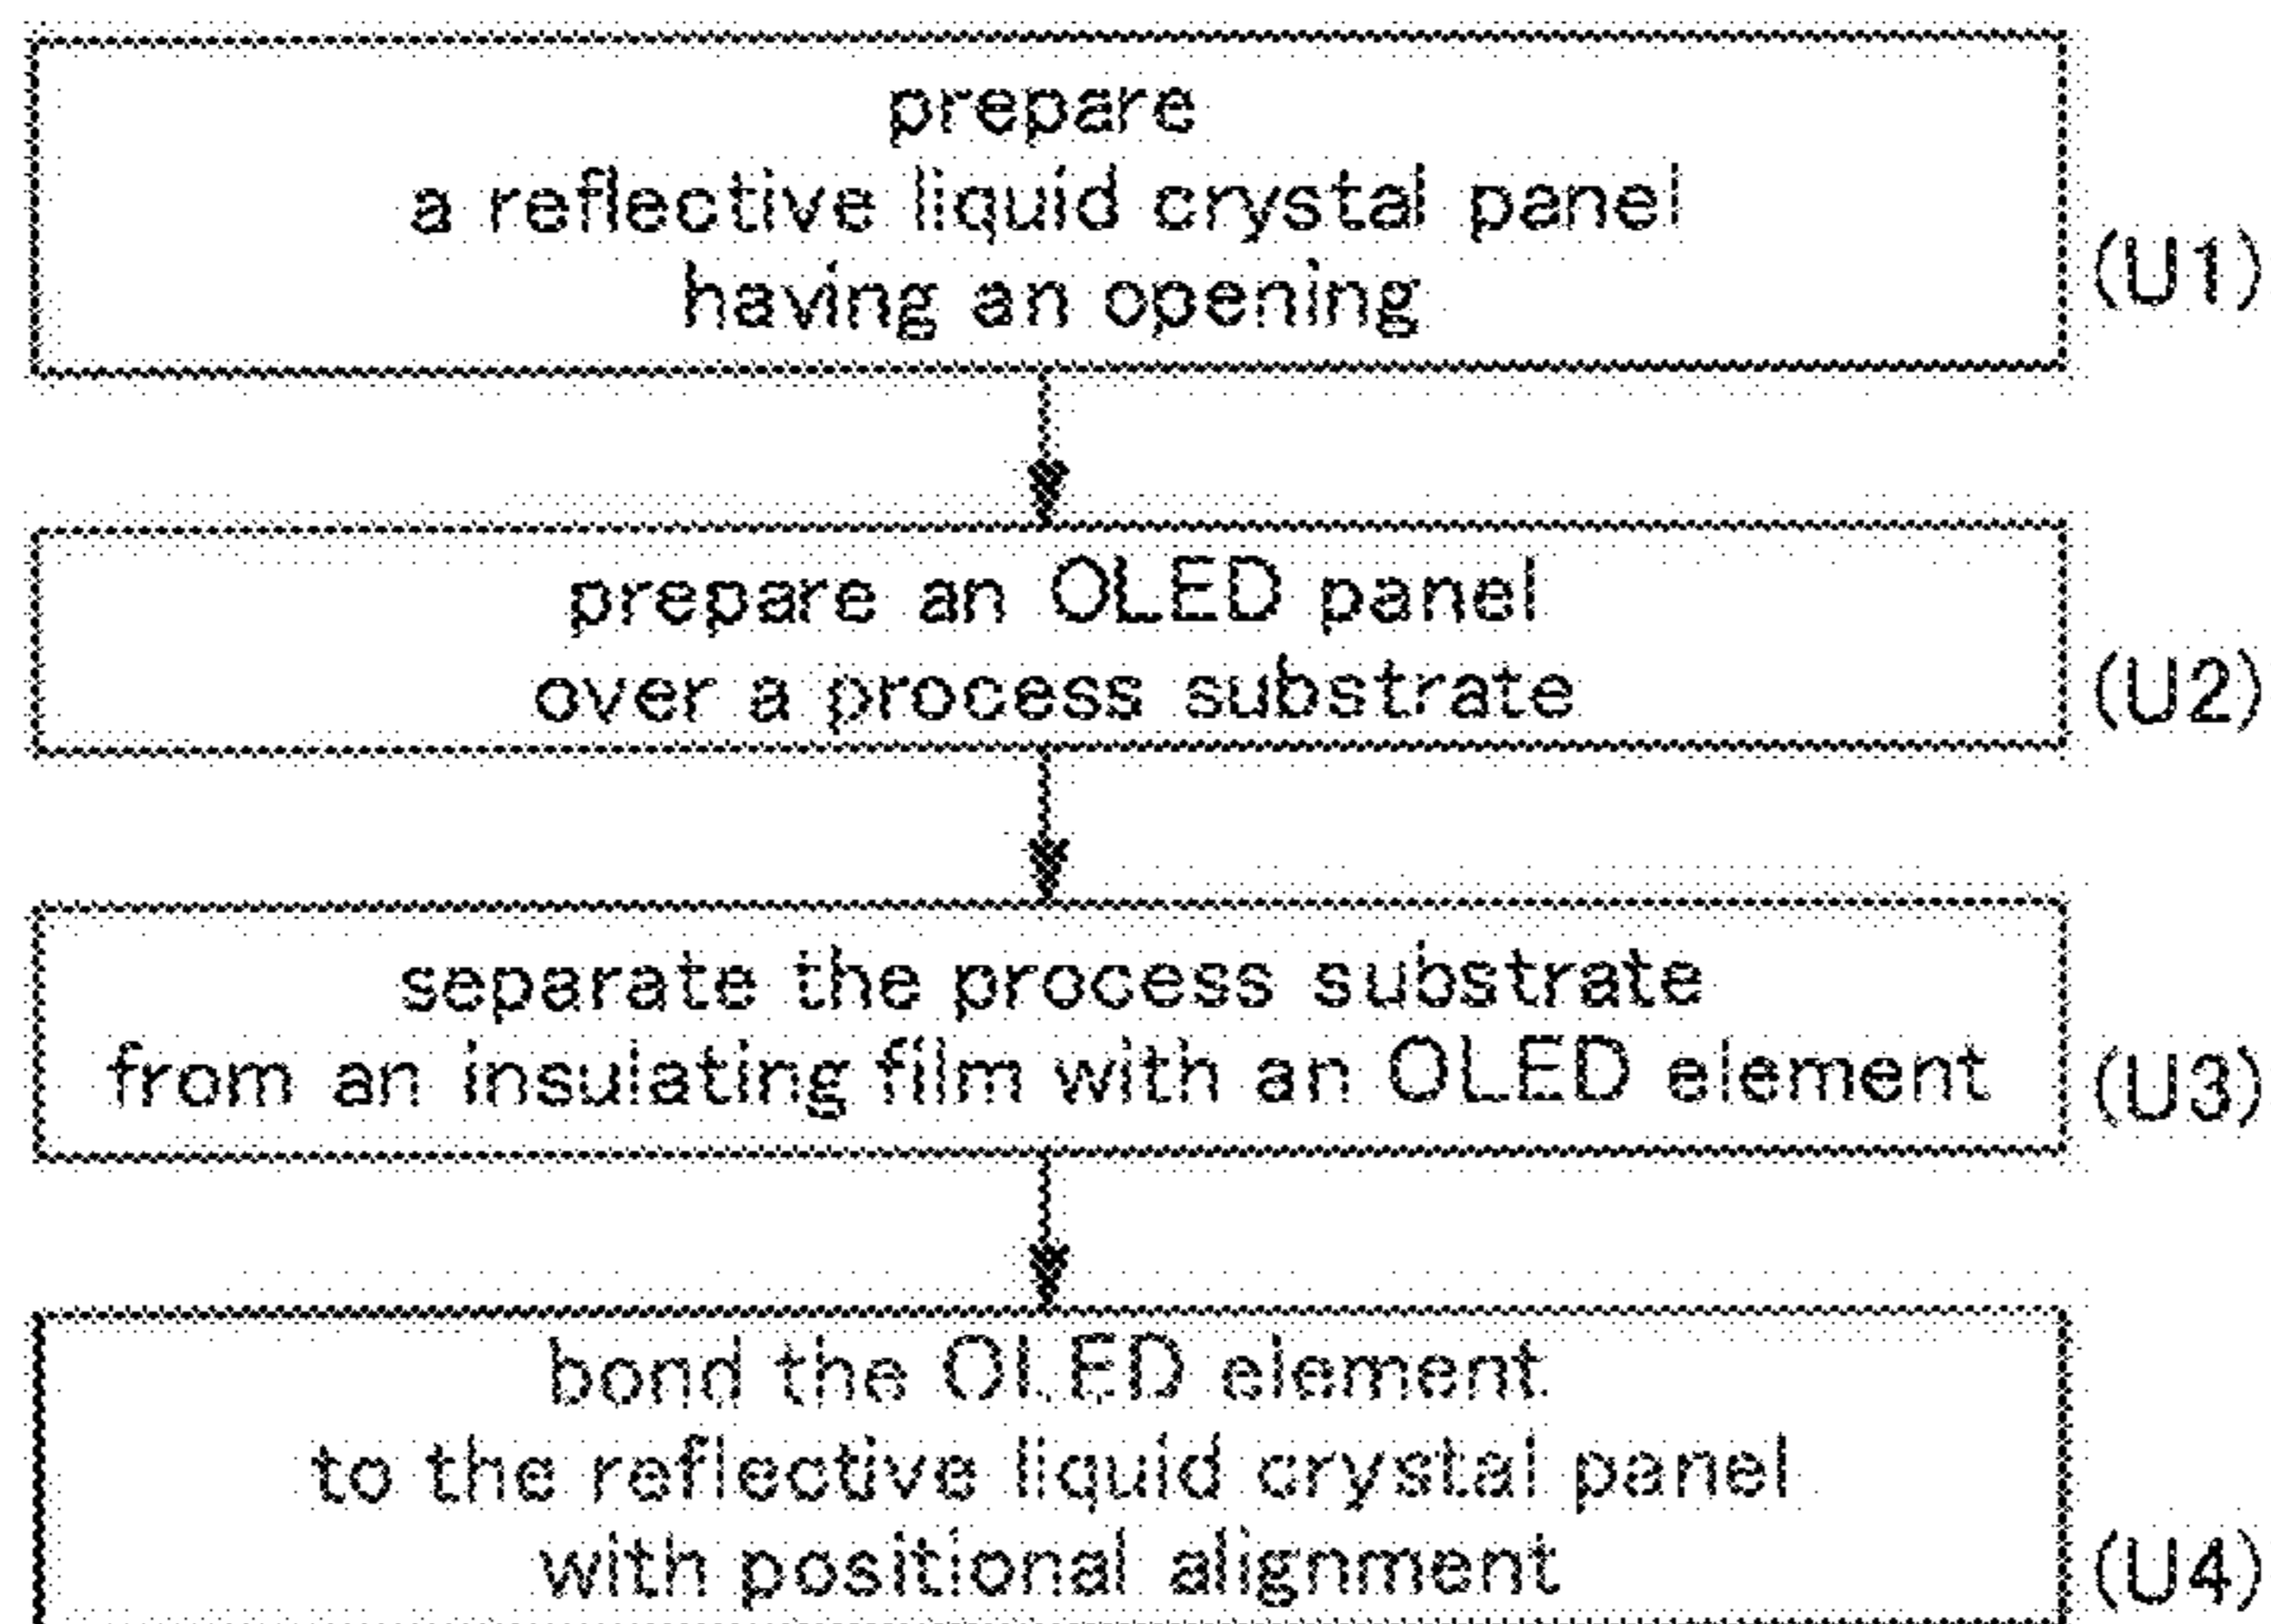 prepare
a reflective liquid crystal panel
having an opening
(U1)
prepare an OLED panel
over a process substrate
(U2)
separate the process substrate
from an insulating film with an OLED element
(U3)
bond the OLED element
to the reflective liquid crystal panel
with positional alignment
(U4)